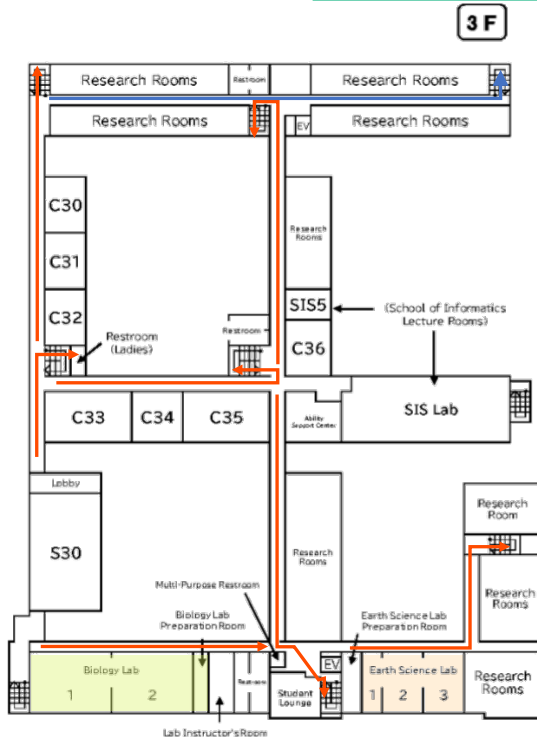 3 F
Research Rooms
Restroom
Research Rooms
Research Rooms
EV
Research Rooms
C30
C31
C32
Research
Rooms
SIS5
(School of Informatics
Lecture Rooms)
Restroom
(Ladies)
Restroom
C36
C33
C34
C35
Ability
Support Center
SIS Lab
Lobby
S30
Research
Rooms
Research
Room
Research
Rooms
Multi-Purpose Restroom
Biology Lab
Preparation Room
Earth Science Lab
Preparation Room
Biology Lab
1
2
Restroom
EV
Student
Lounge
Earth Science Lab
1
2
3
Research
Rooms
Lab Instructor's Room